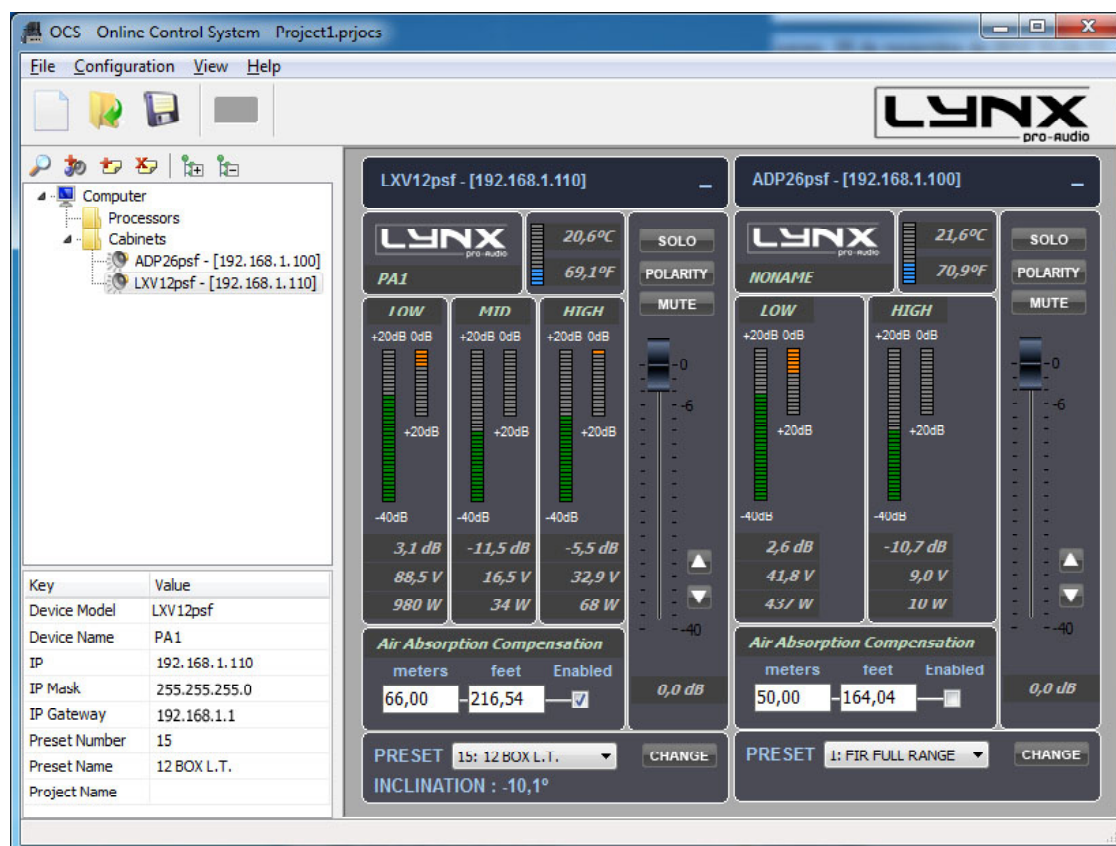 OCS Online Control System Project1.prjocs
File Configuration View Help
LYNX
pro-audio
Computer
Processors
Cabinets
ADP26psf - [192.168.1.100]
LXV12psf - [192.168.1.110]
Key Value
Device Model LXV12psf
Device Name PA1
IP 192.168.1.110
IP Mask 255.255.255.0
IP Gateway 192.168.1.1
Preset Number 15
Preset Name 12 BOX L.T.
Project Name
LXV12psf - [192.168.1.110]
LYNX
pro-audio
PA1
20,6ºC
69,1ºF
SOLO
POLARITY
MUTE
LOW MID HIGH
+20dB 0dB +20dB 0dB +20dB 0dB
-0
-6
+20dB +20dB +20dB
-40dB -40dB -40dB
3,1 dB -11,5 dB -5,5 dB
88,5 V 16,5 V 32,9 V
980 W 34 W 68 W
-40
Air Absorption Compensation
meters feet Enabled
66,00 216,54
0,0 dB
PRESET 15: 12 BOX L.T. CHANGE
INCLINATION : -10,1º
ADP26psf - [192.168.1.100]
LYNX
pro-audio
NONAME
21,6ºC
70,9ºF
SOLO
POLARITY
MUTE
LOW HIGH
+20dB 0dB +20dB 0dB
-0
-6
+20dB +20dB
-40dB -40dB
2,6 dB -10,7 dB
41,8 V 9,0 V
437 W 10 W
-40
Air Absorption Compensation
meters feet Enabled
50,00 164,04
0,0 dB
PRESET 1: FIR FULL RANGE CHANGE